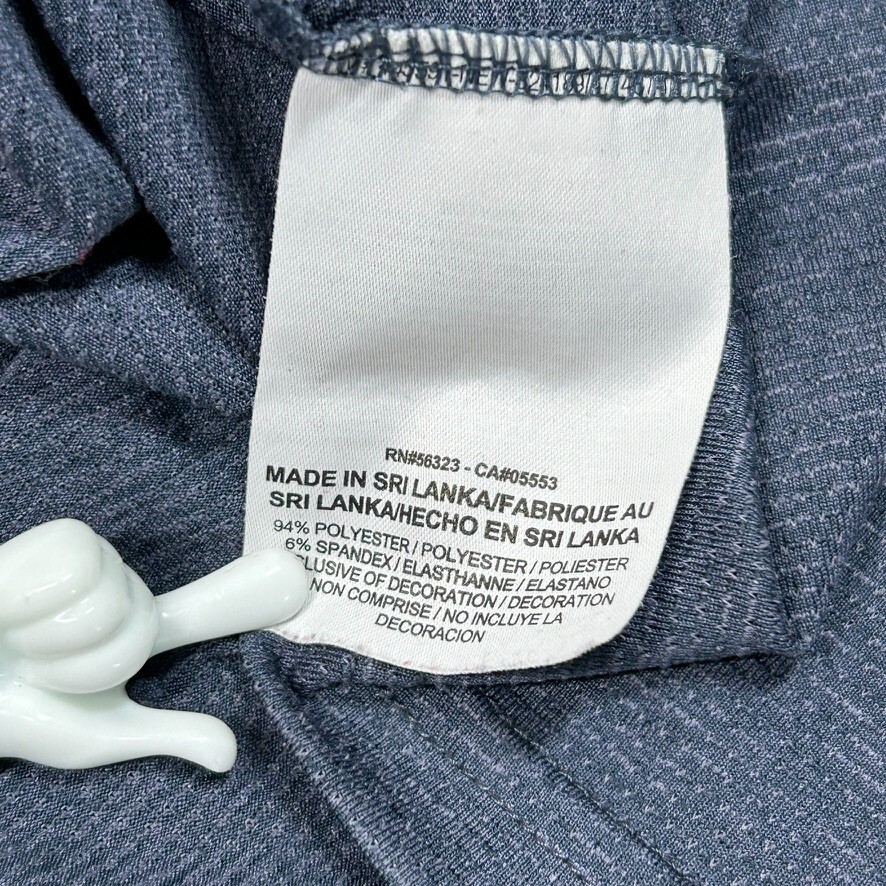 RN#56323 - CA#05553
MADE IN SRI LANKA/FABRIQUE AU
SRI LANKA/HECHO EN SRI LANKA
94% POLYESTER / POLYESTER / POLIESTER
6% SPANDEX / ELASTHANNE / ELASTANO
OF DECORATION / DECORATION
NON COMPRISE / NO INCLUYE LA
DECORACION